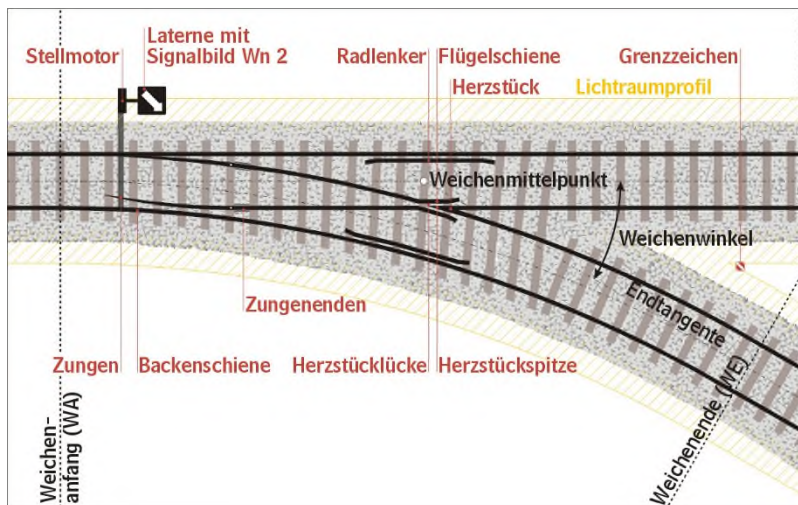 Laterne mit
Stellmotor
Signalbild Wn 2
Radlenker
Flügelschiene
Grenzzeichen
Herzstück
Lichtraumprofil
Weichenmittelpunkt
Weichenwinkel
Zungenenden
Endtangente
Zungen
Backenschiene
Herzstücklücke
Herzstückspitze
Weichen-
anfang (WA)
Weichenende (WE)